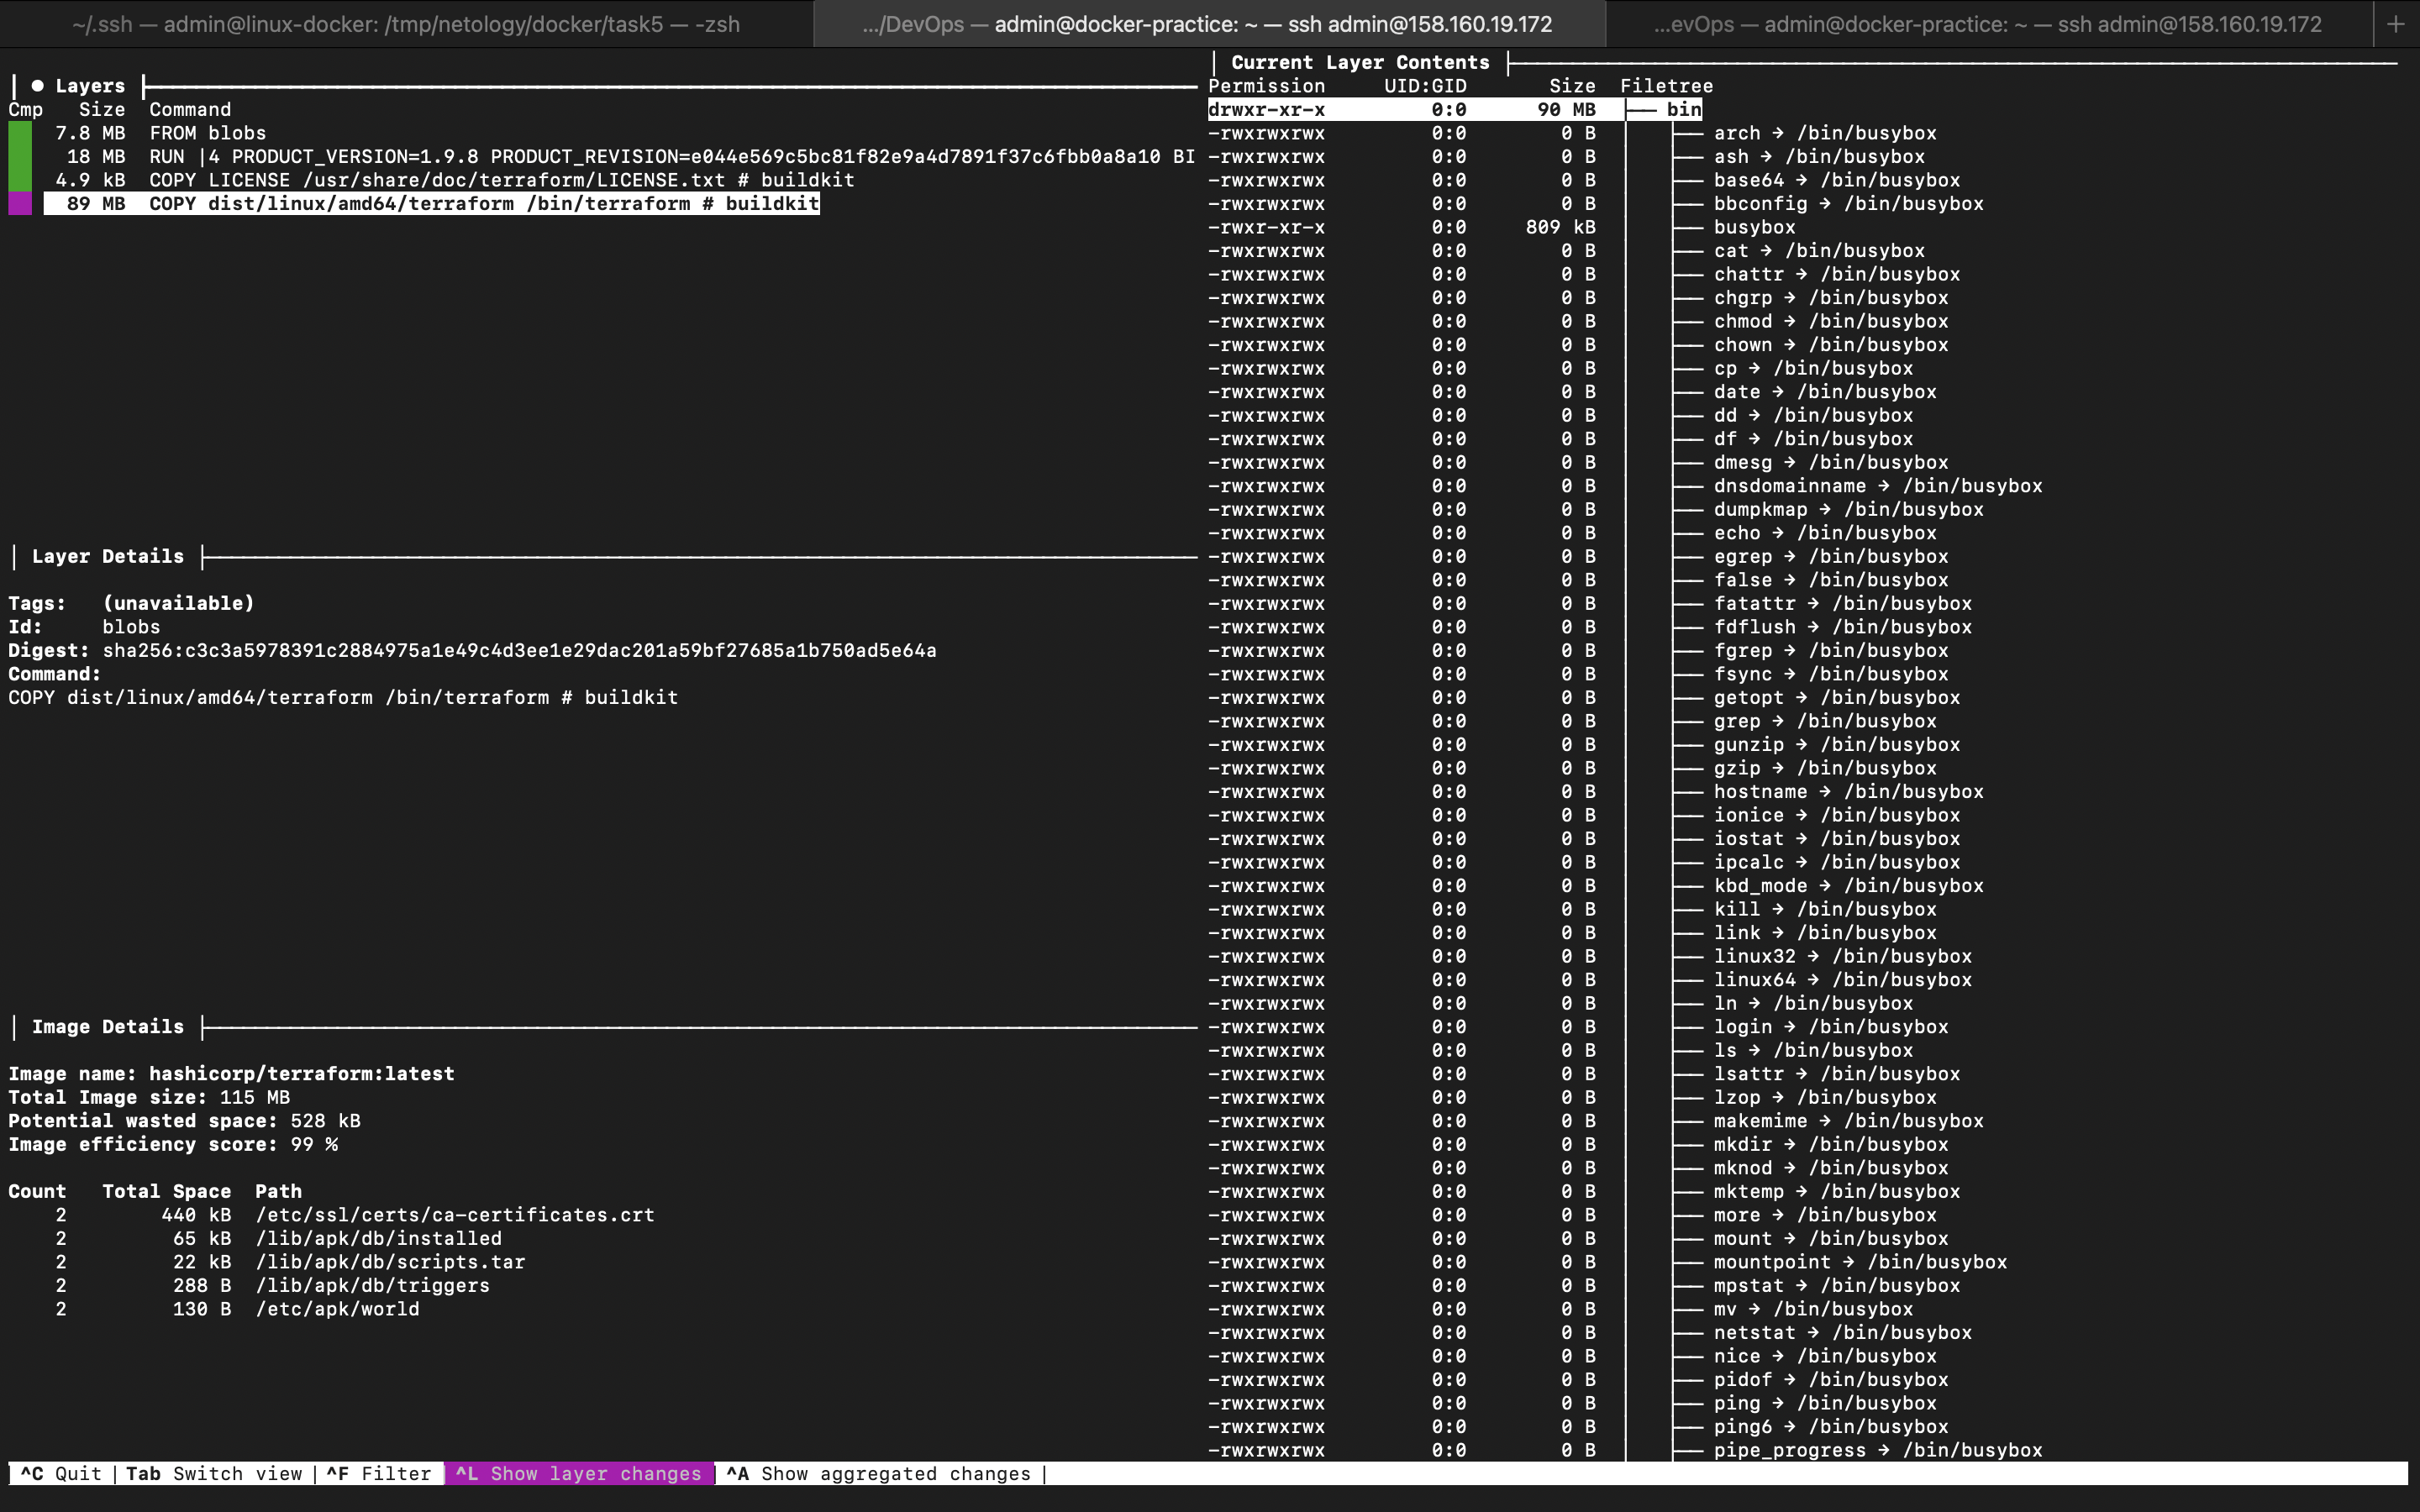 ~/.ssh — admin@linux-docker: /tmp/netology/docker/task5 — -zsh
.../DevOps — admin@docker-practice: ~ — ssh admin@158.160.19.172
...evOps — admin@docker-practice: ~ — ssh admin@158.160.19.172
+
● Layers
Cmp Size Command
7.8 MB FROM blobs
18 MB RUN |4 PRODUCT_VERSION=1.9.8 PRODUCT_REVISION=e044e569c5bc81f82e9a4d7891f37c6fbb0a8a10 BI
4.9 kB COPY LICENSE /usr/share/doc/terraform/LICENSE.txt # buildkit
89 MB COPY dist/linux/amd64/terraform /bin/terraform # buildkit
Layer Details
Tags: (unavailable)
Id: blobs
Digest: sha256:c3c3a5978391c2884975a1e49c4d3ee1e29dac201a59bf27685a1b750ad5e64a
Command:
COPY dist/linux/amd64/terraform /bin/terraform # buildkit
Image Details
Image name: hashicorp/terraform:latest
Total Image size: 115 MB
Potential wasted space: 528 kB
Image efficiency score: 99 %
Count Total Space Path
2 440 kB /etc/ssl/certs/ca-certificates.crt
2 65 kB /lib/apk/db/installed
2 22 kB /lib/apk/db/scripts.tar
2 288 B /lib/apk/db/triggers
2 130 B /etc/apk/world
Current Layer Contents
Permission UID:GID Size Filetree
drwxr-xr-x 0:0 90 MB ├── bin
-rwxrwxrwx 0:0 0 B │ ├── arch → /bin/busybox
-rwxrwxrwx 0:0 0 B │ ├── ash → /bin/busybox
-rwxrwxrwx 0:0 0 B │ ├── base64 → /bin/busybox
-rwxrwxrwx 0:0 0 B │ ├── bbconfig → /bin/busybox
-rwxr-xr-x 0:0 809 kB │ ├── busybox
-rwxrwxrwx 0:0 0 B │ ├── cat → /bin/busybox
-rwxrwxrwx 0:0 0 B │ ├── chattr → /bin/busybox
-rwxrwxrwx 0:0 0 B │ ├── chgrp → /bin/busybox
-rwxrwxrwx 0:0 0 B │ ├── chmod → /bin/busybox
-rwxrwxrwx 0:0 0 B │ ├── chown → /bin/busybox
-rwxrwxrwx 0:0 0 B │ ├── cp → /bin/busybox
-rwxrwxrwx 0:0 0 B │ ├── date → /bin/busybox
-rwxrwxrwx 0:0 0 B │ ├── dd → /bin/busybox
-rwxrwxrwx 0:0 0 B │ ├── df → /bin/busybox
-rwxrwxrwx 0:0 0 B │ ├── dmesg → /bin/busybox
-rwxrwxrwx 0:0 0 B │ ├── dnsdomainname → /bin/busybox
-rwxrwxrwx 0:0 0 B │ ├── dumpkmap → /bin/busybox
-rwxrwxrwx 0:0 0 B │ ├── echo → /bin/busybox
-rwxrwxrwx 0:0 0 B │ ├── egrep → /bin/busybox
-rwxrwxrwx 0:0 0 B │ ├── false → /bin/busybox
-rwxrwxrwx 0:0 0 B │ ├── fatattr → /bin/busybox
-rwxrwxrwx 0:0 0 B │ ├── fdflush → /bin/busybox
-rwxrwxrwx 0:0 0 B │ ├── fgrep → /bin/busybox
-rwxrwxrwx 0:0 0 B │ ├── fsync → /bin/busybox
-rwxrwxrwx 0:0 0 B │ ├── getopt → /bin/busybox
-rwxrwxrwx 0:0 0 B │ ├── grep → /bin/busybox
-rwxrwxrwx 0:0 0 B │ ├── gunzip → /bin/busybox
-rwxrwxrwx 0:0 0 B │ ├── gzip → /bin/busybox
-rwxrwxrwx 0:0 0 B │ ├── hostname → /bin/busybox
-rwxrwxrwx 0:0 0 B │ ├── ionice → /bin/busybox
-rwxrwxrwx 0:0 0 B │ ├── iostat → /bin/busybox
-rwxrwxrwx 0:0 0 B │ ├── ipcalc → /bin/busybox
-rwxrwxrwx 0:0 0 B │ ├── kbd_mode → /bin/busybox
-rwxrwxrwx 0:0 0 B │ ├── kill → /bin/busybox
-rwxrwxrwx 0:0 0 B │ ├── link → /bin/busybox
-rwxrwxrwx 0:0 0 B │ ├── linux32 → /bin/busybox
-rwxrwxrwx 0:0 0 B │ ├── linux64 → /bin/busybox
-rwxrwxrwx 0:0 0 B │ ├── ln → /bin/busybox
-rwxrwxrwx 0:0 0 B │ ├── login → /bin/busybox
-rwxrwxrwx 0:0 0 B │ ├── ls → /bin/busybox
-rwxrwxrwx 0:0 0 B │ ├── lsattr → /bin/busybox
-rwxrwxrwx 0:0 0 B │ ├── lzop → /bin/busybox
-rwxrwxrwx 0:0 0 B │ ├── makemime → /bin/busybox
-rwxrwxrwx 0:0 0 B │ ├── mkdir → /bin/busybox
-rwxrwxrwx 0:0 0 B │ ├── mknod → /bin/busybox
-rwxrwxrwx 0:0 0 B │ ├── mktemp → /bin/busybox
-rwxrwxrwx 0:0 0 B │ ├── more → /bin/busybox
-rwxrwxrwx 0:0 0 B │ ├── mount → /bin/busybox
-rwxrwxrwx 0:0 0 B │ ├── mountpoint → /bin/busybox
-rwxrwxrwx 0:0 0 B │ ├── mpstat → /bin/busybox
-rwxrwxrwx 0:0 0 B │ ├── mv → /bin/busybox
-rwxrwxrwx 0:0 0 B │ ├── netstat → /bin/busybox
-rwxrwxrwx 0:0 0 B │ ├── nice → /bin/busybox
-rwxrwxrwx 0:0 0 B │ ├── pidof → /bin/busybox
-rwxrwxrwx 0:0 0 B │ ├── ping → /bin/busybox
-rwxrwxrwx 0:0 0 B │ ├── ping6 → /bin/busybox
-rwxrwxrwx 0:0 0 B │ ├── pipe_progress → /bin/busybox
^C Quit | Tab Switch view | ^F Filter | ^L Show layer changes | ^A Show aggregated changes |